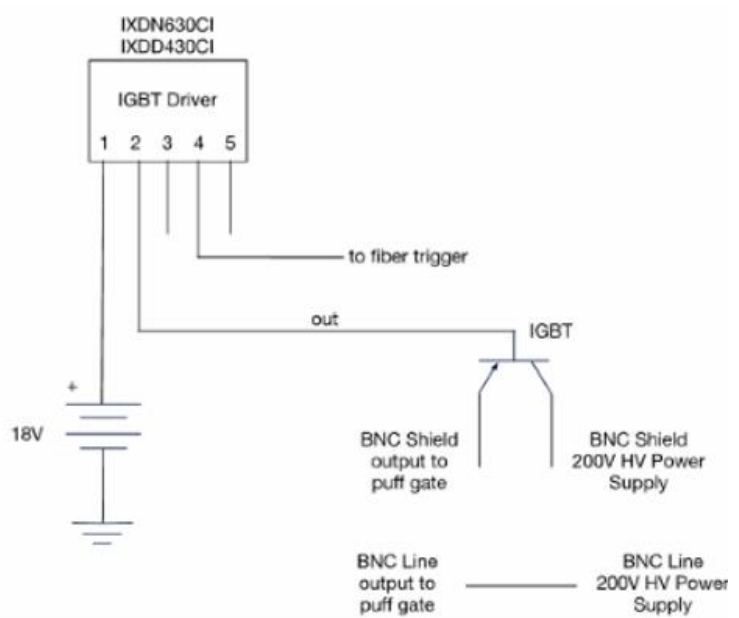 IXDN630CI
IXDD430CI
IGBT Driver
1 2 3 4 5
to fiber trigger
out
IGBT
+
18V
BNC Shield
output to
puff gate
BNC Shield
200V HV Power
Supply
BNC Line
output to
puff gate
BNC Line
200V HV Power
Supply